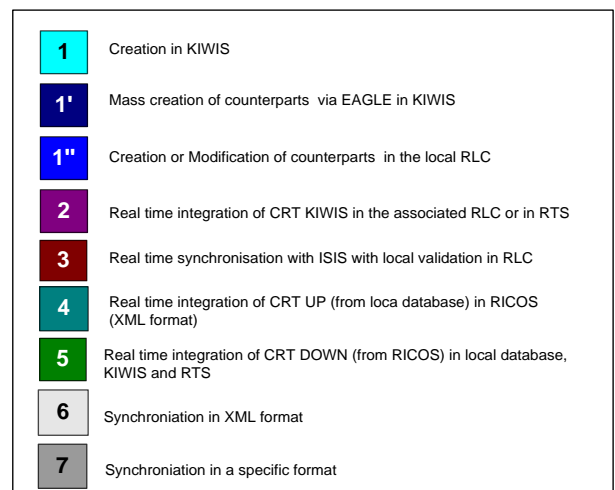 1 Creation in KIWIS
1' Mass creation of counterparts via EAGLE in KIWIS
1" Creation or Modification of counterparts in the local RLC
2 Real time integration of CRT KIWIS in the associated RLC or in RTS
3 Real time synchronisation with ISIS with local validation in RLC
4 Real time integration of CRT UP (from loca database) in RICOS
(XML format)
5 Real time integration of CRT DOWN (from RICOS) in local database,
KIWIS and RTS
6 Synchroniation in XML format
7 Synchroniation in a specific format